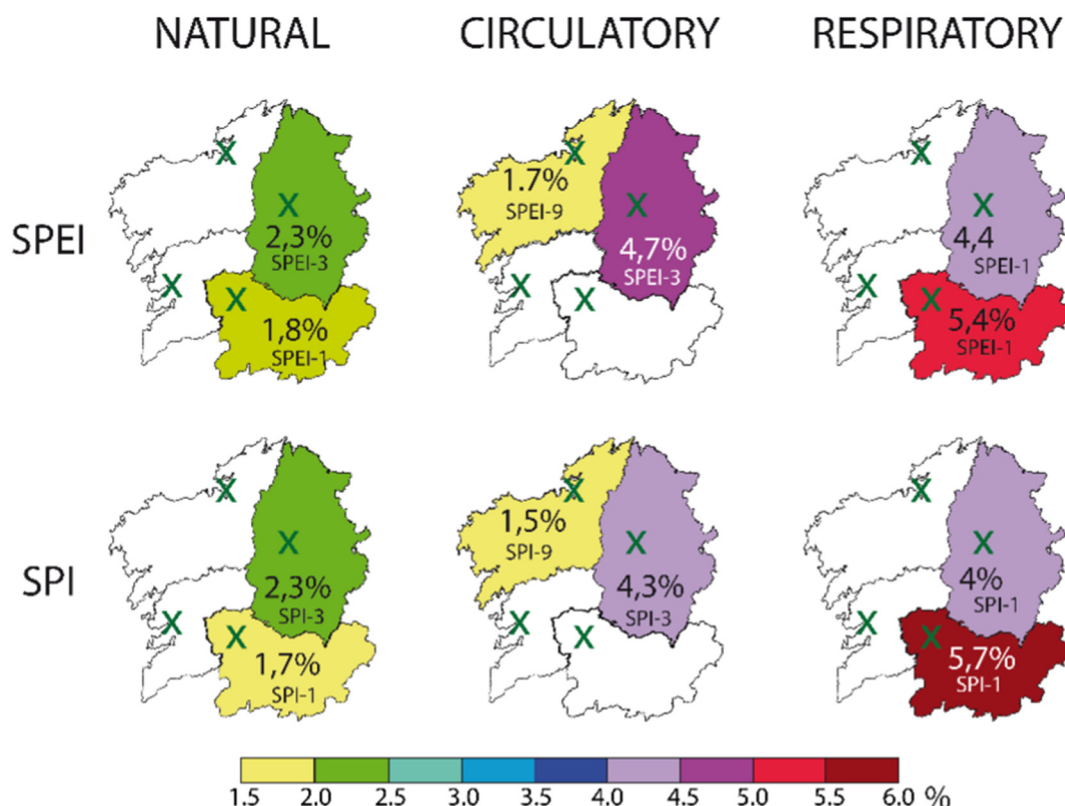 NATURAL CIRCULATORY RESPIRATORY
SPEI
X
X
2,3%
SPEI-3
X
X
1,8%
SPEI-1
X
1.7%
SPEI-9
X
4,7%
SPEI-3
X
X
X
X
4,4
SPEI-1
X
X
5,4%
SPEI-1
SPI
X
X
2,3%
SPI-3
X
X
1,7%
SPI-1
X
1,5%
SPI-9
X
4,3%
SPI-3
X
X
X
X
4%
SPI-1
X
X
5,7%
SPI-1
1.5 2.0 2.5 3.0 3.5 4.0 4.5 5.0 5.5 6.0 %